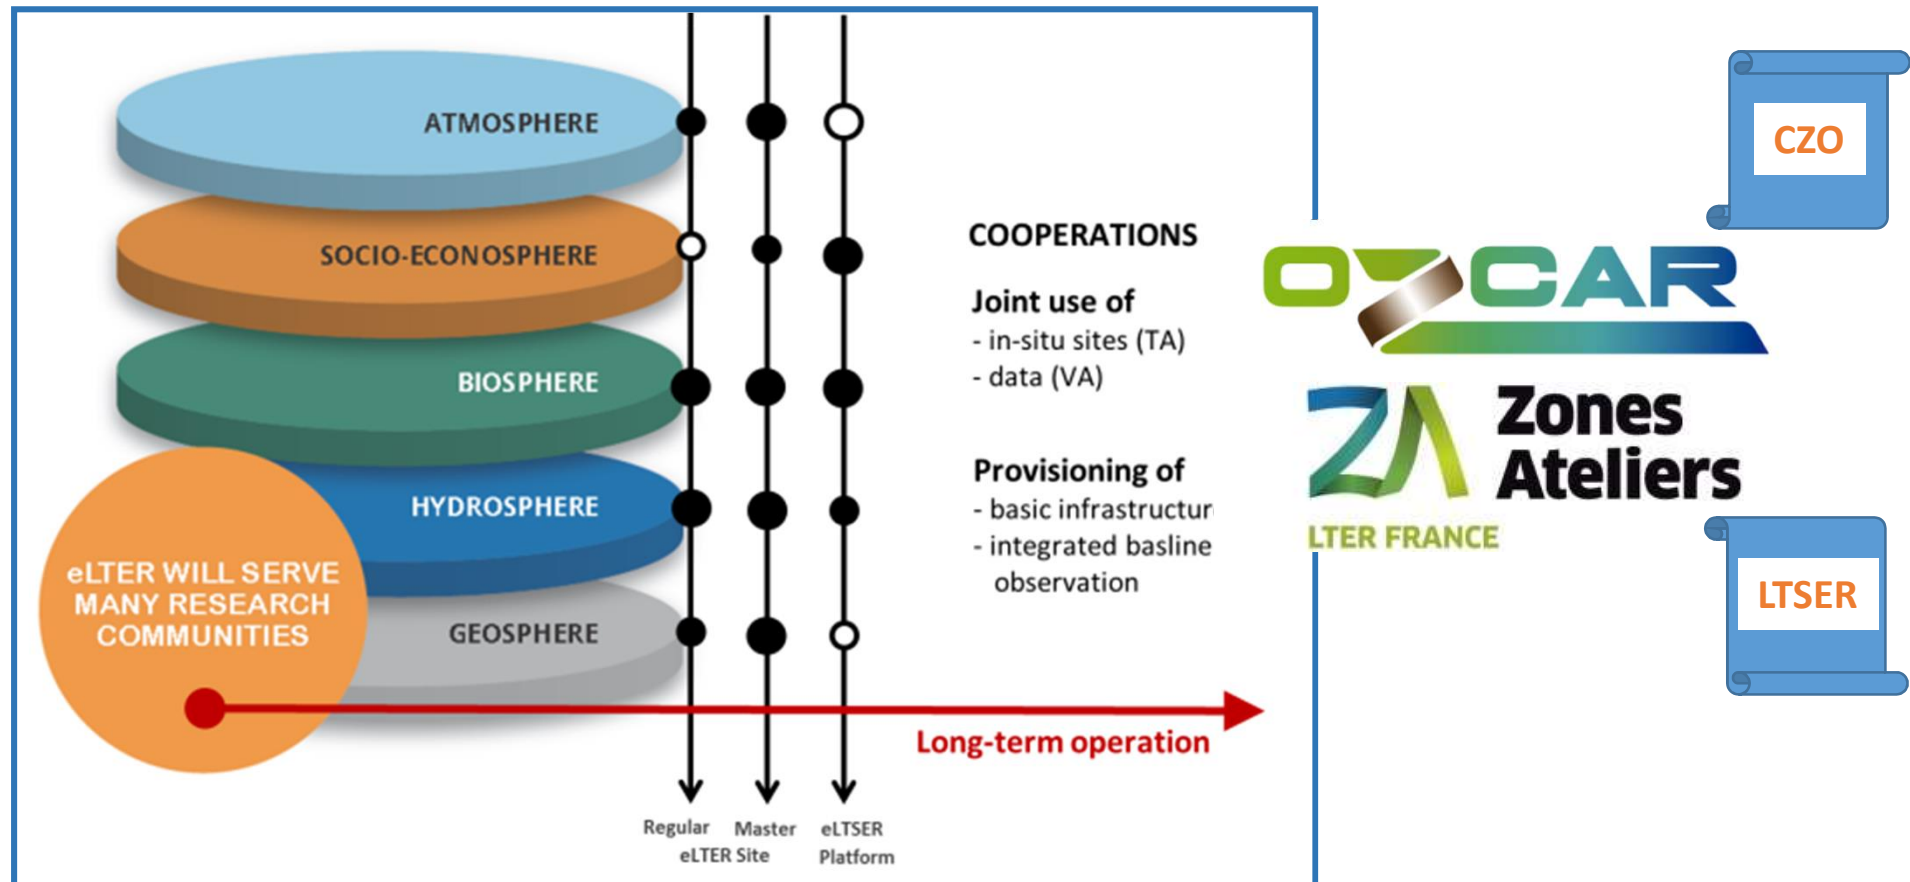 ATMOSPHERE
SOCIO-ECONOSPHERE
BIOSPHERE
HYDROSPHERE
GEOSPHERE
eLTER WILL SERVE
MANY RESEARCH
COMMUNITIES
COOPERATIONS
Joint use of
- in-situ sites (TA)
- data (VA)
Provisioning of
- basic infrastructur
- integrated basline
observation
Long-term operation
Regular Master eLTSER
eLTER Site Platform
CZO
OZCAR
ZA Zones
Ateliers
LTER FRANCE
LTSER